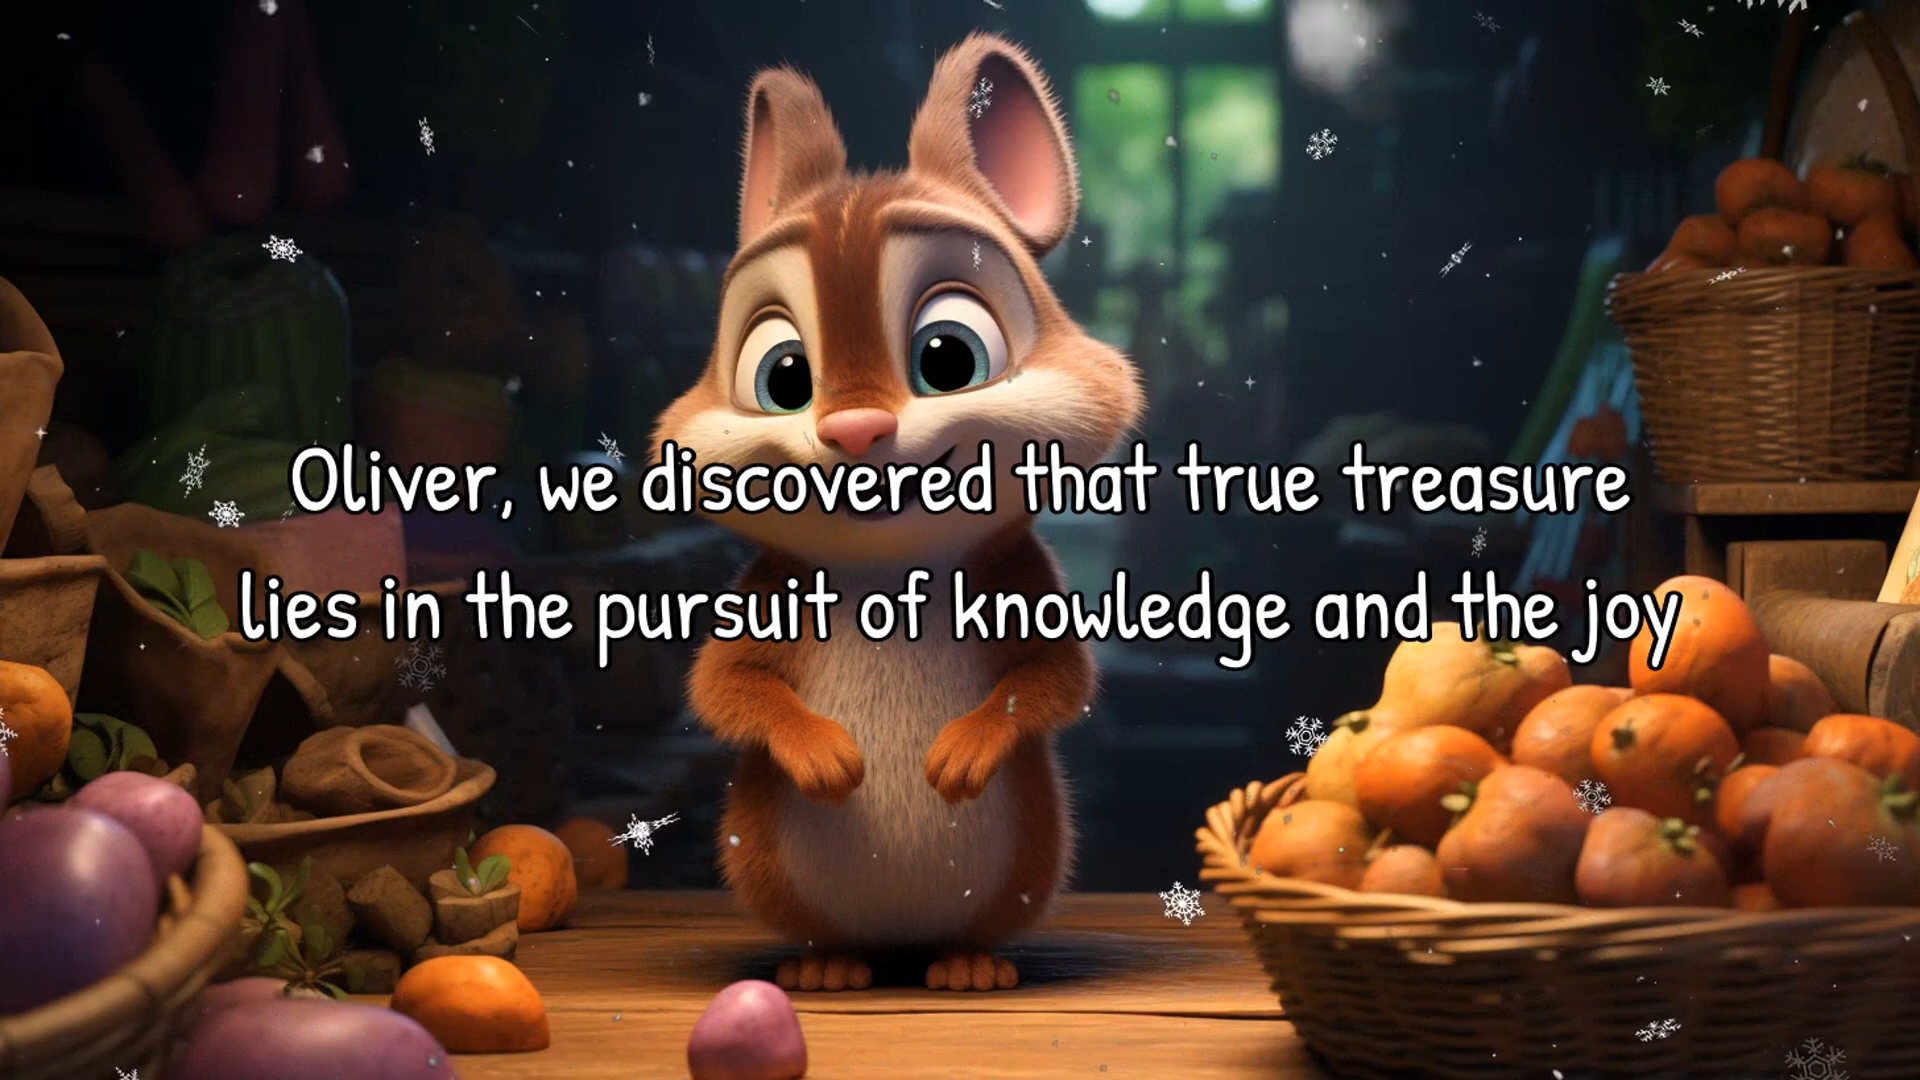 Oliver, we discovered that true treasure
lies in the pursuit of knowledge and the joy